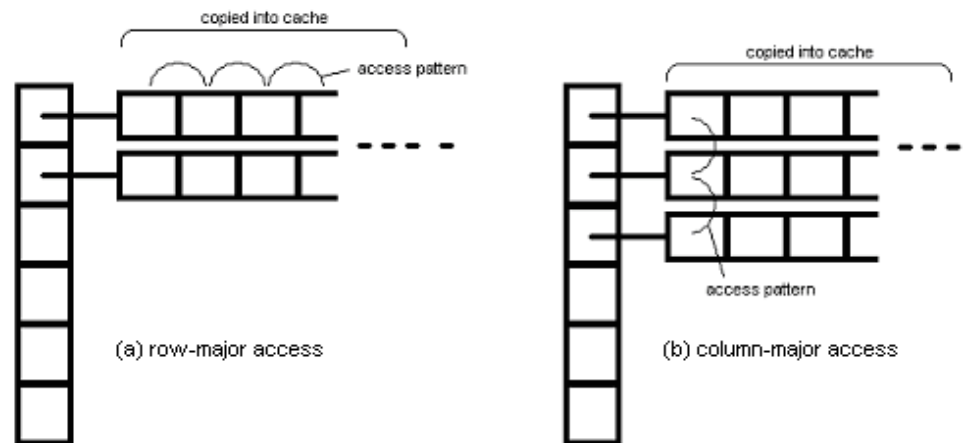 copied into cache
access pattern
(a) row-major access
copied into cache
access pattern
(b) column-major access